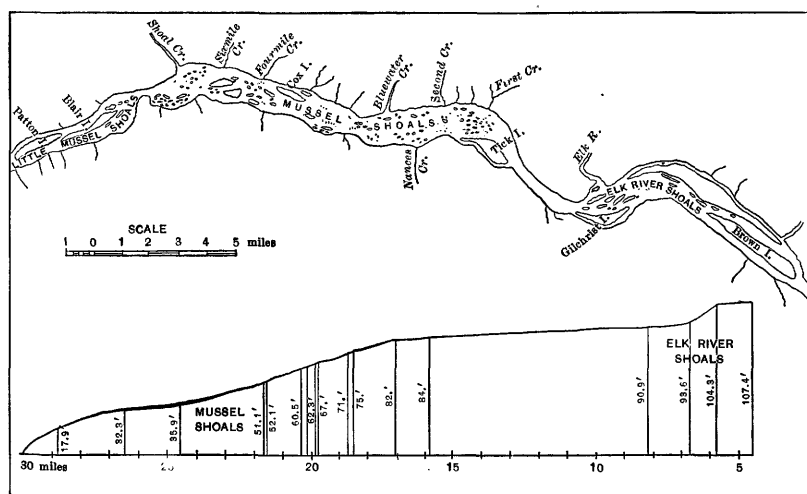 Shoal Cr.
Sixmile Cr.
Fourmile Cr.
Cox I.
Bluewater Cr.
Second Cr.
First Cr.
Patton I.
Blair I.
LITTLE MUSSEL SHOALS
MUSSEL SHOALS
Nances Cr.
Tick I.
Elk R.
ELK RIVER SHOALS
Gilchrist I.
Brown I.
SCALE
1 0 1 2 3 4 5 miles
MUSSEL SHOALS
ELK RIVER SHOALS
17.9'
32.3'
35.9'
51.1'
52.1'
60.5'
62.3'
67.'
71.'
75.'
82.'
84.'
90.9'
93.6'
104.3'
107.4'
30 miles 25 20 15 10 5